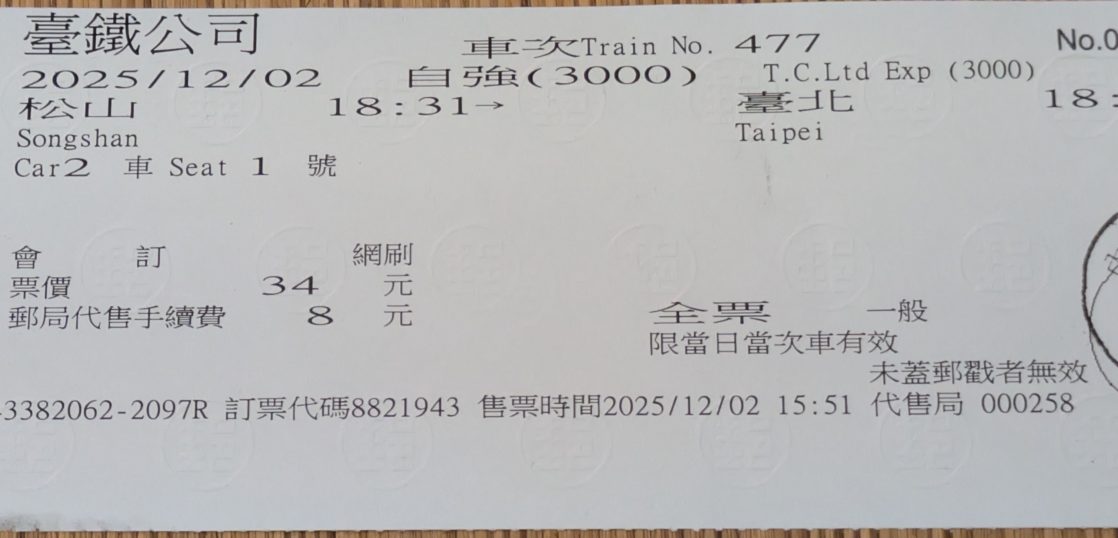 臺鐵公司
車次Train No. 477 No.0
2025/12/02 自強(3000) T.C.Ltd Exp (3000)
松山 18:31→ 臺北 18:
Songshan Taipei
Car2 車 Seat 1 號
會 訂 網刷
票價 34 元
郵局代售手續費 8 元
全票 一般
限當日當次車有效
未蓋郵戳者無效
3382062-2097R 訂票代碼8821943 售票時間2025/12/02 15:51 代售局 000258